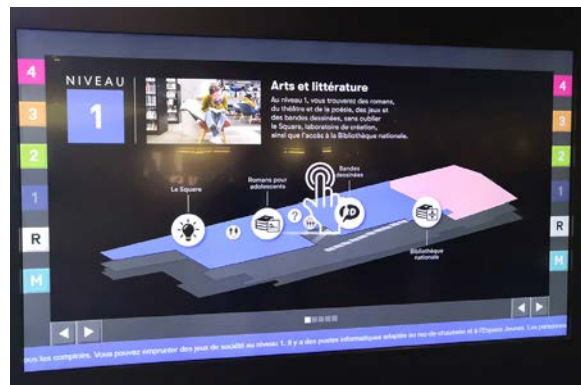 NIVEAU
1
Arts et littérature
Au niveau 1, vous trouverez des romans,
du théâtre et de la poésie, des jeux et
des bandes dessinées, sans oublier
le Square, laboratoire de création,
ainsi que l'accès à la Bibliothèque nationale.
4
3
2
1
R
M
4
3
2
1
R
M
Le Square
Romans pour
adolescents
Bandes
dessinées
?
BD
Bibliothèque
nationale
ous les comptoirs. Vous pouvez emprunter des jeux de société au niveau 1. Il y a des postes informatiques adaptés au rez-de-chaussée et à l'Espace Jeunes. Les personnes